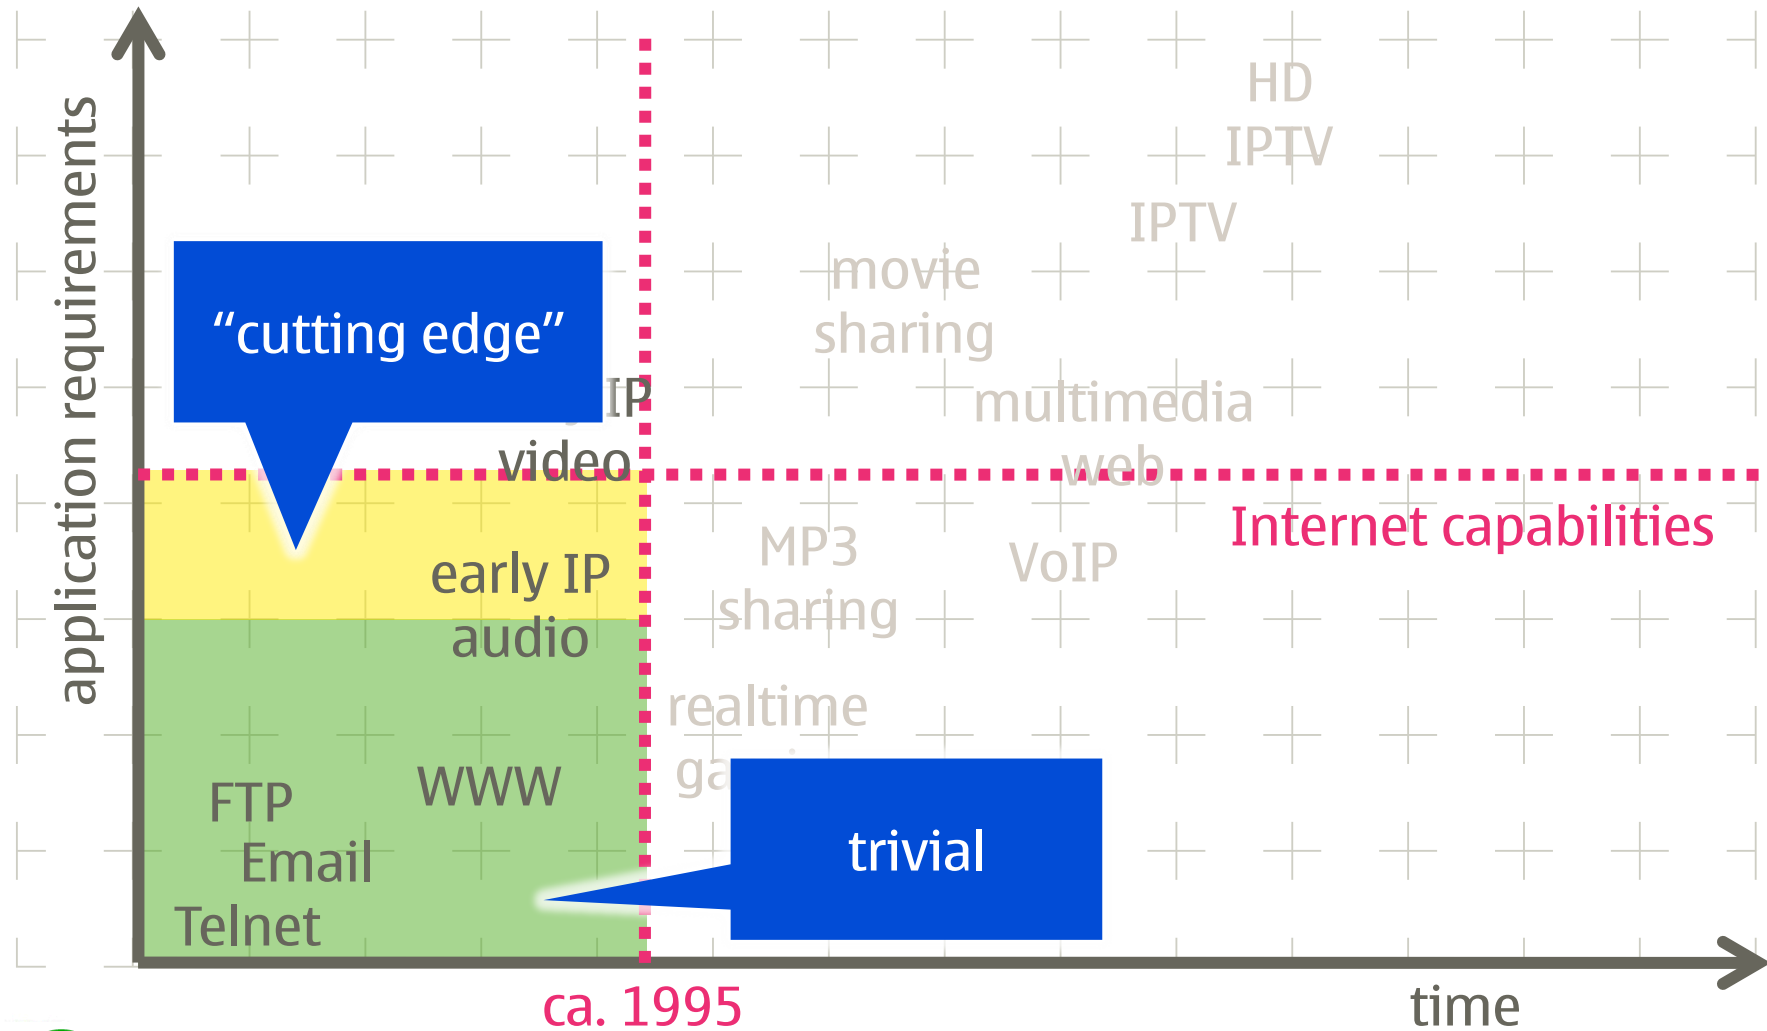 application requirements
HD
IPTV
IPTV
movie
sharing
“cutting edge”
IP
video
multimedia
web
Internet capabilities
early IP
audio
MP3
sharing
VoIP
realtime
WWW
FTP
Email
Telnet
trivial
ca. 1995
time